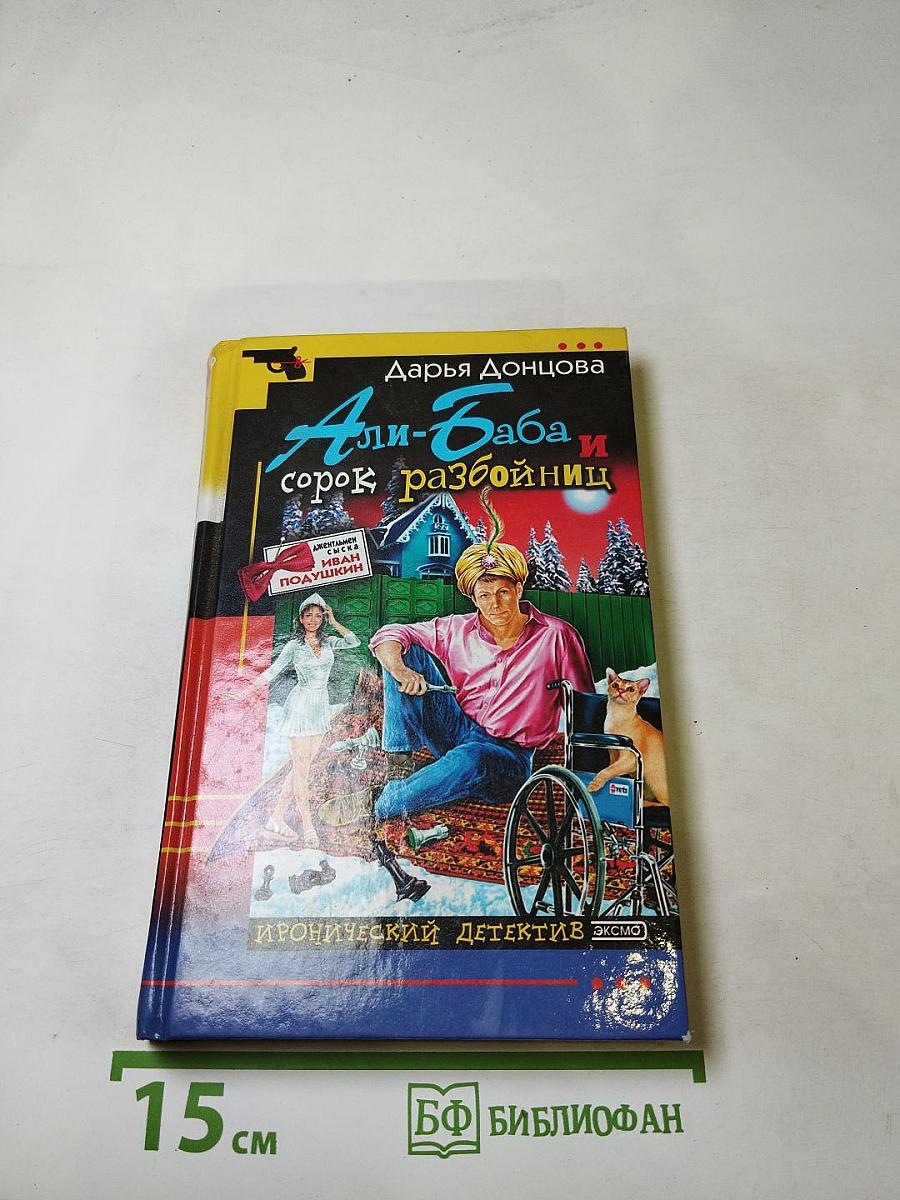 Дарья Донцова
Али-Баба и
сорок разбойниц
джентльмен
сыска
ИВАН
ПОДУШКИН
ИРОНИЧЕСКИЙ ДЕТЕКТИВ ЭКСМО
15 см
БФ БИБЛИОФАН